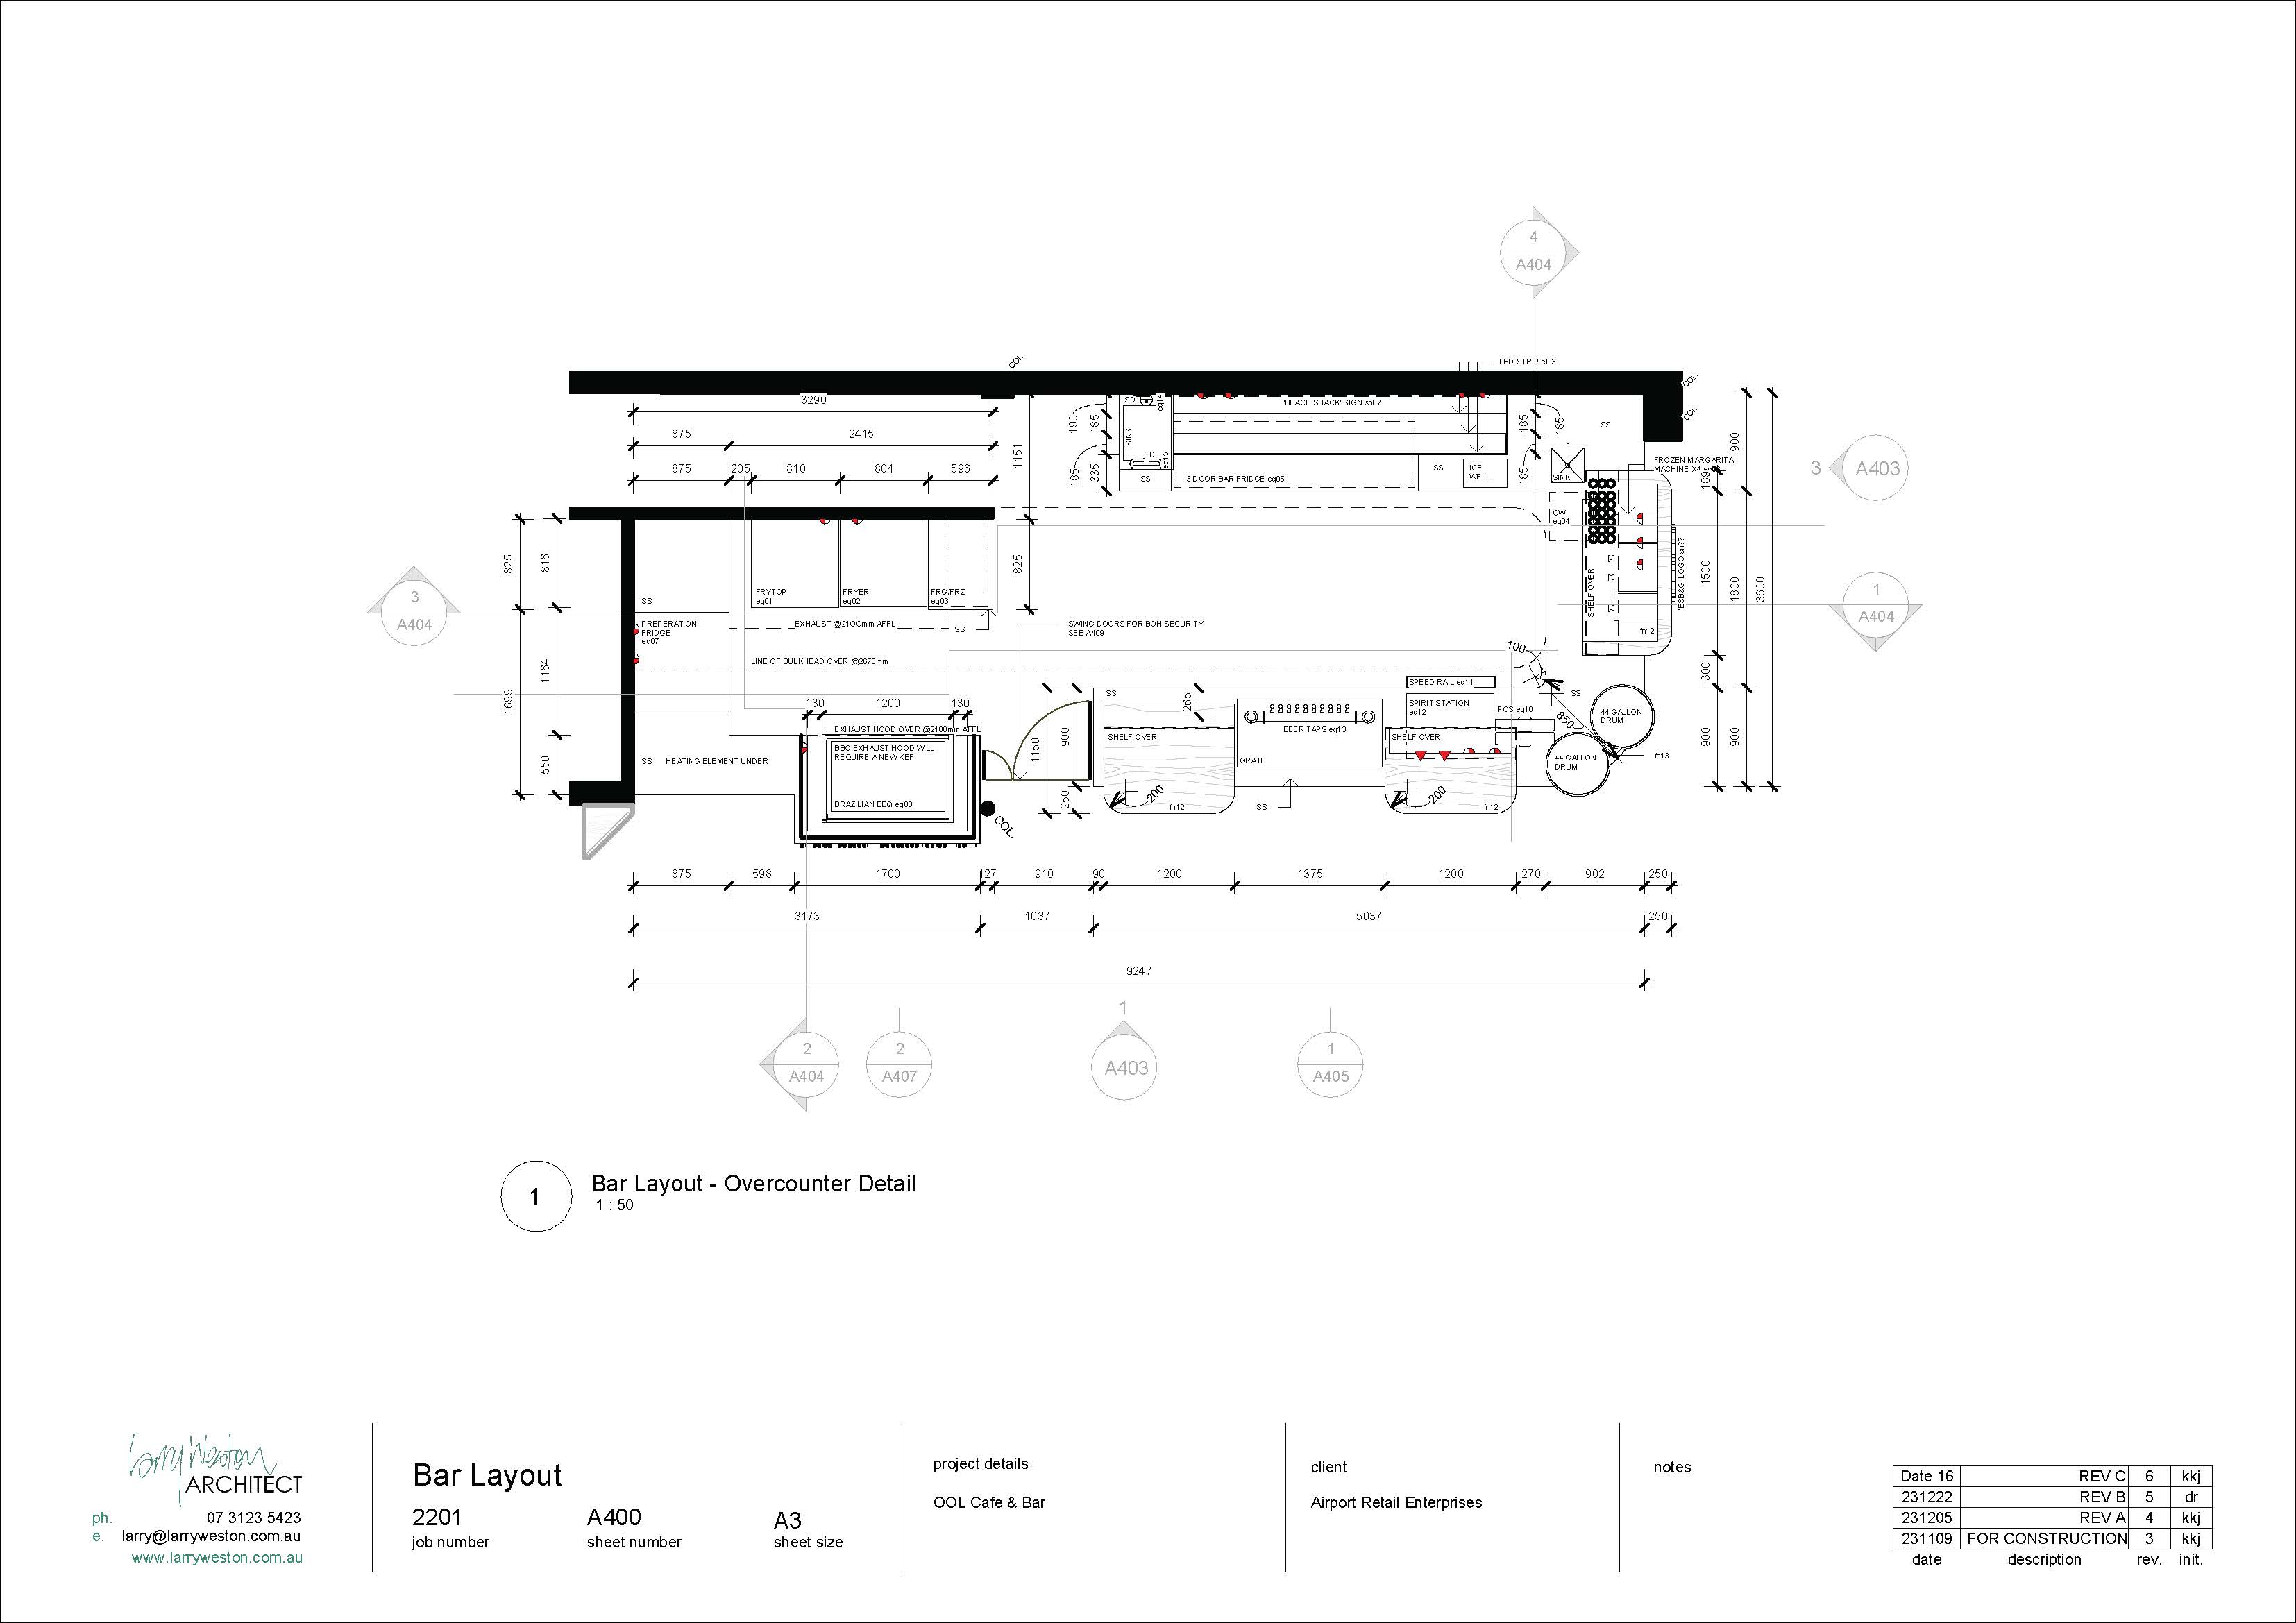 4
A404
COL.
LED STRIP el03
COL.
COL.
3290
875
2415
875
205
810
804
596
1151
825
190
185
185
335
SD
eq14
SINK
TD
eq15
SS
'BEACH SHACK' SIGN sn07
3 DOOR BAR FRIDGE eq05
SS
ICE
WELL
185
185
185
SS
SINK
FROZEN MARGARITA
MACHINE X4
GW
eq04
SHELF OVER
'BSB&G' LOGO sn??
fn12
900
189
1500
1800
3600
300
900
900
3
A403
1
A404
3
A404
825
816
1699
1164
550
SS
PREPERATION
FRIDGE
eq07
FRYTOP
eq01
FRYER
eq02
FRG/FRZ
eq03
EXHAUST @2100mm AFFL
SS
LINE OF BULKHEAD OVER @2670mm
SWING DOORS FOR BOH SECURITY
SEE A409
130
1200
130
EXHAUST HOOD OVER @2100mm AFFL
BBQ EXHAUST HOOD WILL
REQUIRE A NEW KEF
BRAZILIAN BBQ eq08
SS HEATING ELEMENT UNDER
COL.
1150
900
250
SS
265
SHELF OVER
200
fn12
BEER TAPS eq13
GRATE
SS
SPEED RAIL eq11
SPIRIT STATION
eq12
SHELF OVER
200
fn12
POS eq10
100
SS
850
44 GALLON
DRUM
44 GALLON
DRUM
fn13
875
598
1700
127
910
90
1200
1375
1200
270
902
250
3173
1037
5037
250
9247
2
A404
2
A407
1
A403
1
A405
1
Bar Layout - Overcounter Detail
1 : 50
Larry Weston
ARCHITECT
ph. 07 3123 5423
e. larry@larryweston.com.au
www.larryweston.com.au
Bar Layout
2201
job number
A400
sheet number
A3
sheet size
project details
OOL Cafe & Bar
client
Airport Retail Enterprises
notes
Date 16 REV C 6 kkj
231222 REV B 5 dr
231205 REV A 4 kkj
231109 FOR CONSTRUCTION 3 kkj
date description rev. init.